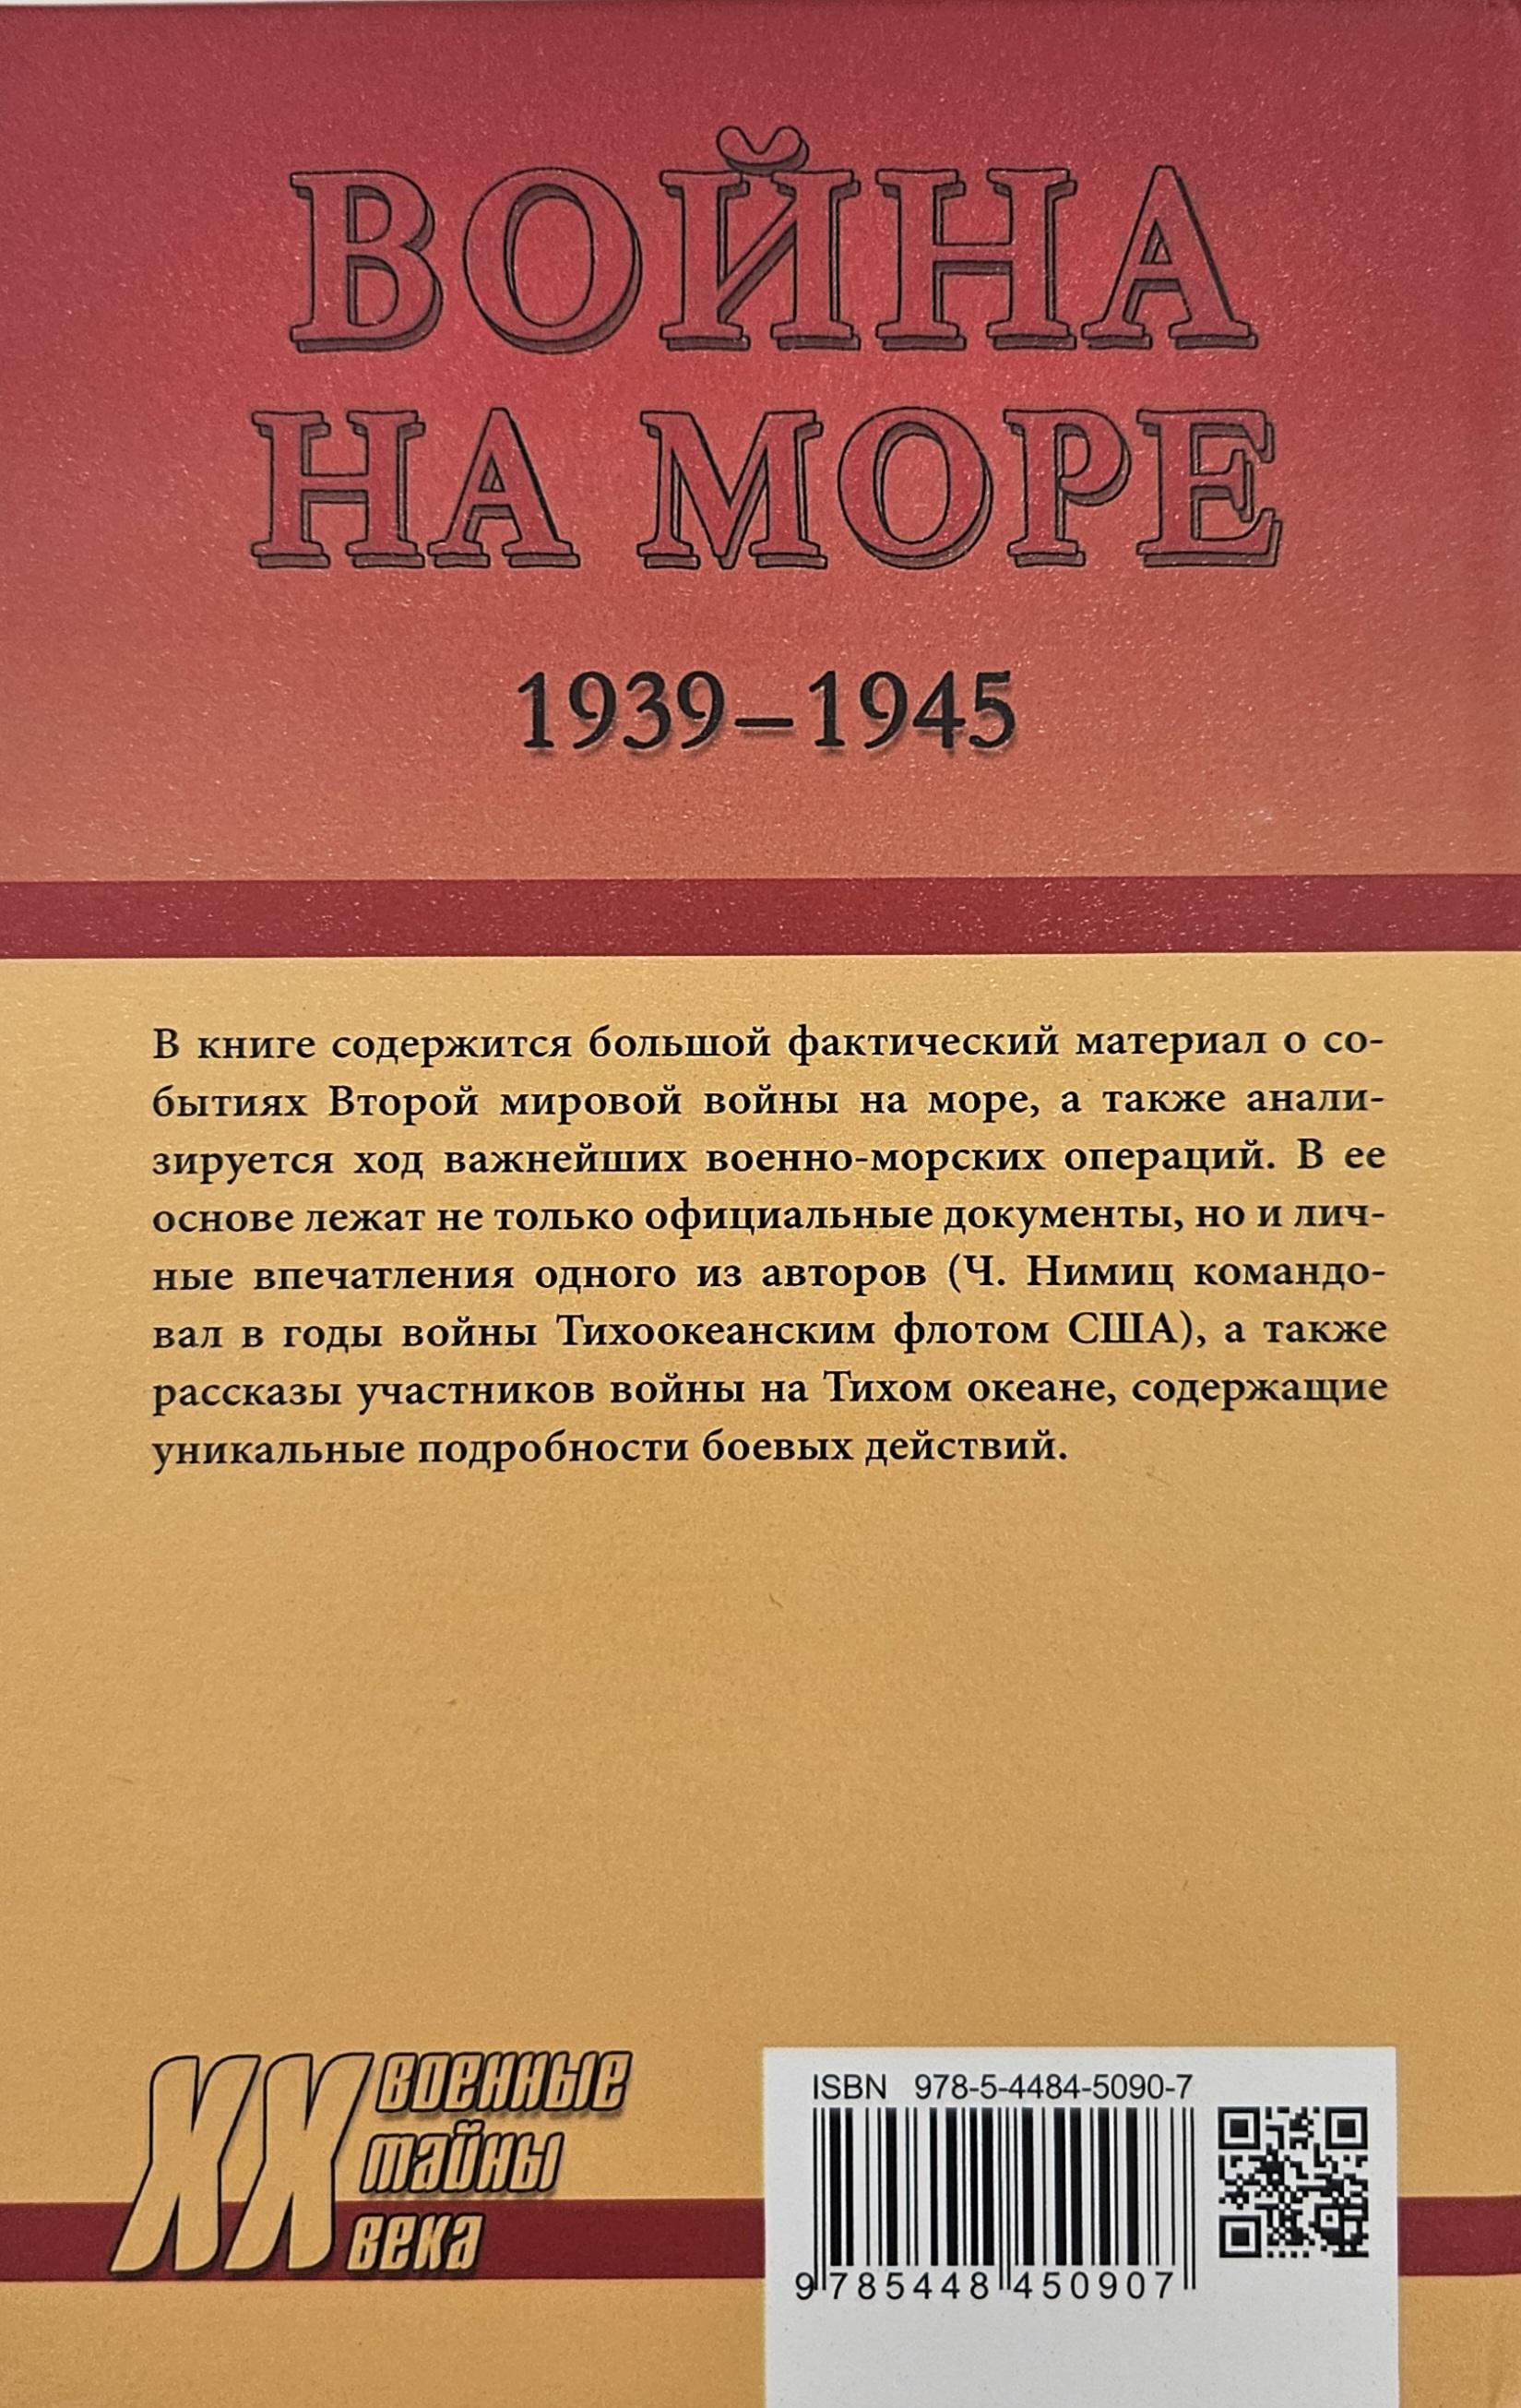 ВОЙНА
НА МОРЕ
1939–1945
В книге содержится большой фактический материал о со-
бытиях Второй мировой войны на море, а также анали-
зируется ход важнейших военно-морских операций. В ее
основе лежат не только официальные документы, но и лич-
ные впечатления одного из авторов (Ч. Нимиц командо-
вал в годы войны Тихоокеанским флотом США), а также
рассказы участников войны на Тихом океане, содержащие
уникальные подробности боевых действий.
XX военные
тайны
века
ISBN 978-5-4484-5090-7
9 785448 450907